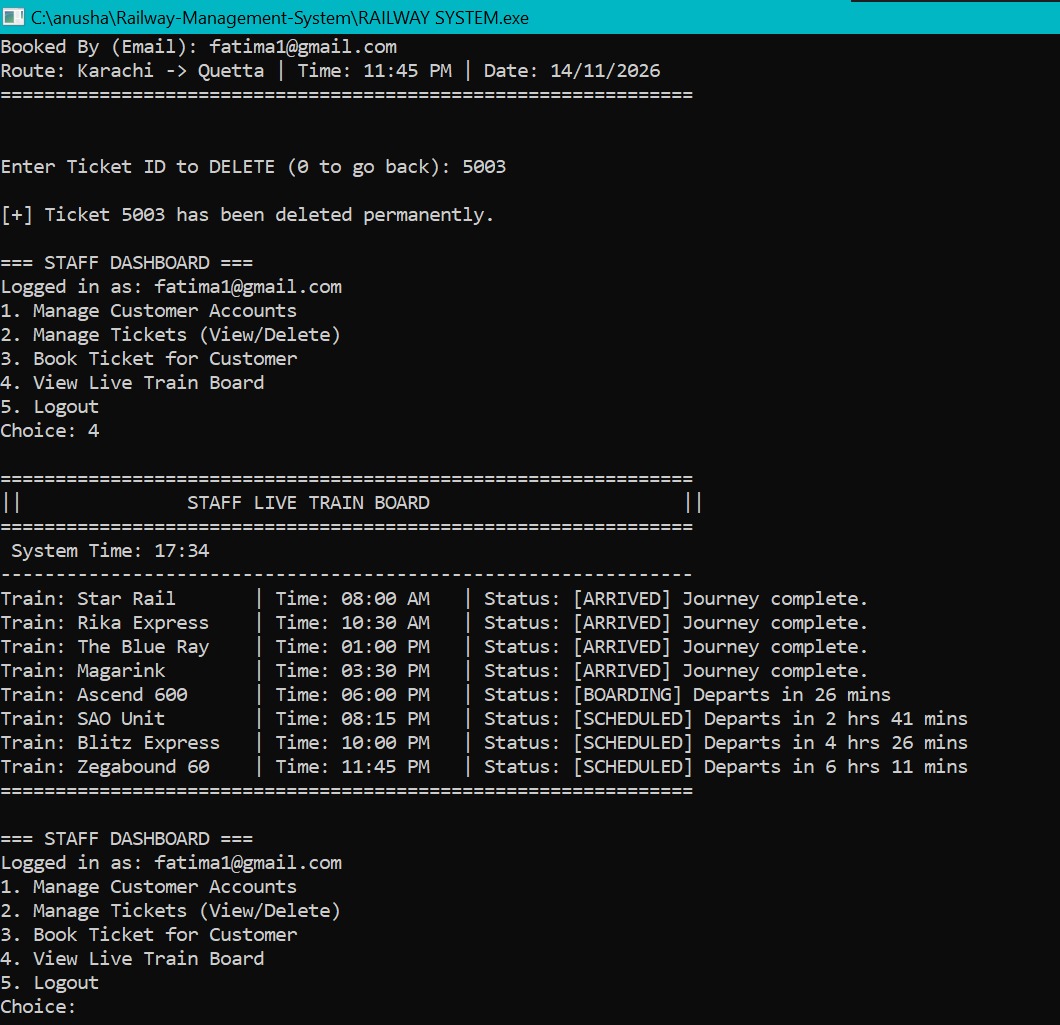 C:\anusha\Railway-Management-System\RAILWAY SYSTEM.exe
Booked By (Email): fatima1@gmail.com
Route: Karachi -> Quetta | Time: 11:45 PM | Date: 14/11/2026
===============================================================
Enter Ticket ID to DELETE (0 to go back): 5003
[+] Ticket 5003 has been deleted permanently.
=== STAFF DASHBOARD ===
Logged in as: fatima1@gmail.com
1. Manage Customer Accounts
2. Manage Tickets (View/Delete)
3. Book Ticket for Customer
4. View Live Train Board
5. Logout
Choice: 4
===============================================================
||               STAFF LIVE TRAIN BOARD                       ||
===============================================================
 System Time: 17:34
---------------------------------------------------------------
Train: Star Rail       | Time: 08:00 AM   | Status: [ARRIVED] Journey complete.
Train: Rika Express    | Time: 10:30 AM   | Status: [ARRIVED] Journey complete.
Train: The Blue Ray    | Time: 01:00 PM   | Status: [ARRIVED] Journey complete.
Train: Magarink        | Time: 03:30 PM   | Status: [ARRIVED] Journey complete.
Train: Ascend 600      | Time: 06:00 PM   | Status: [BOARDING] Departs in 26 mins
Train: SAO Unit        | Time: 08:15 PM   | Status: [SCHEDULED] Departs in 2 hrs 41 mins
Train: Blitz Express   | Time: 10:00 PM   | Status: [SCHEDULED] Departs in 4 hrs 26 mins
Train: Zegabound 60    | Time: 11:45 PM   | Status: [SCHEDULED] Departs in 6 hrs 11 mins
===============================================================
=== STAFF DASHBOARD ===
Logged in as: fatima1@gmail.com
1. Manage Customer Accounts
2. Manage Tickets (View/Delete)
3. Book Ticket for Customer
4. View Live Train Board
5. Logout
Choice: